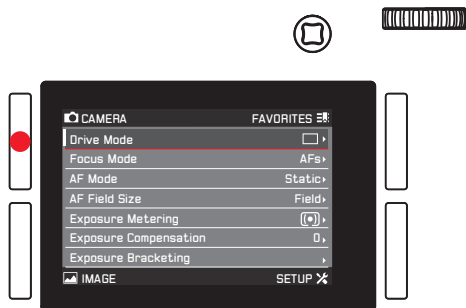 CAMERA FAVORITES
Drive Mode
Focus Mode AFs
AF Mode Static
AF Field Size Field
Exposure Metering
Exposure Compensation 0
Exposure Bracketing
IMAGE SETUP